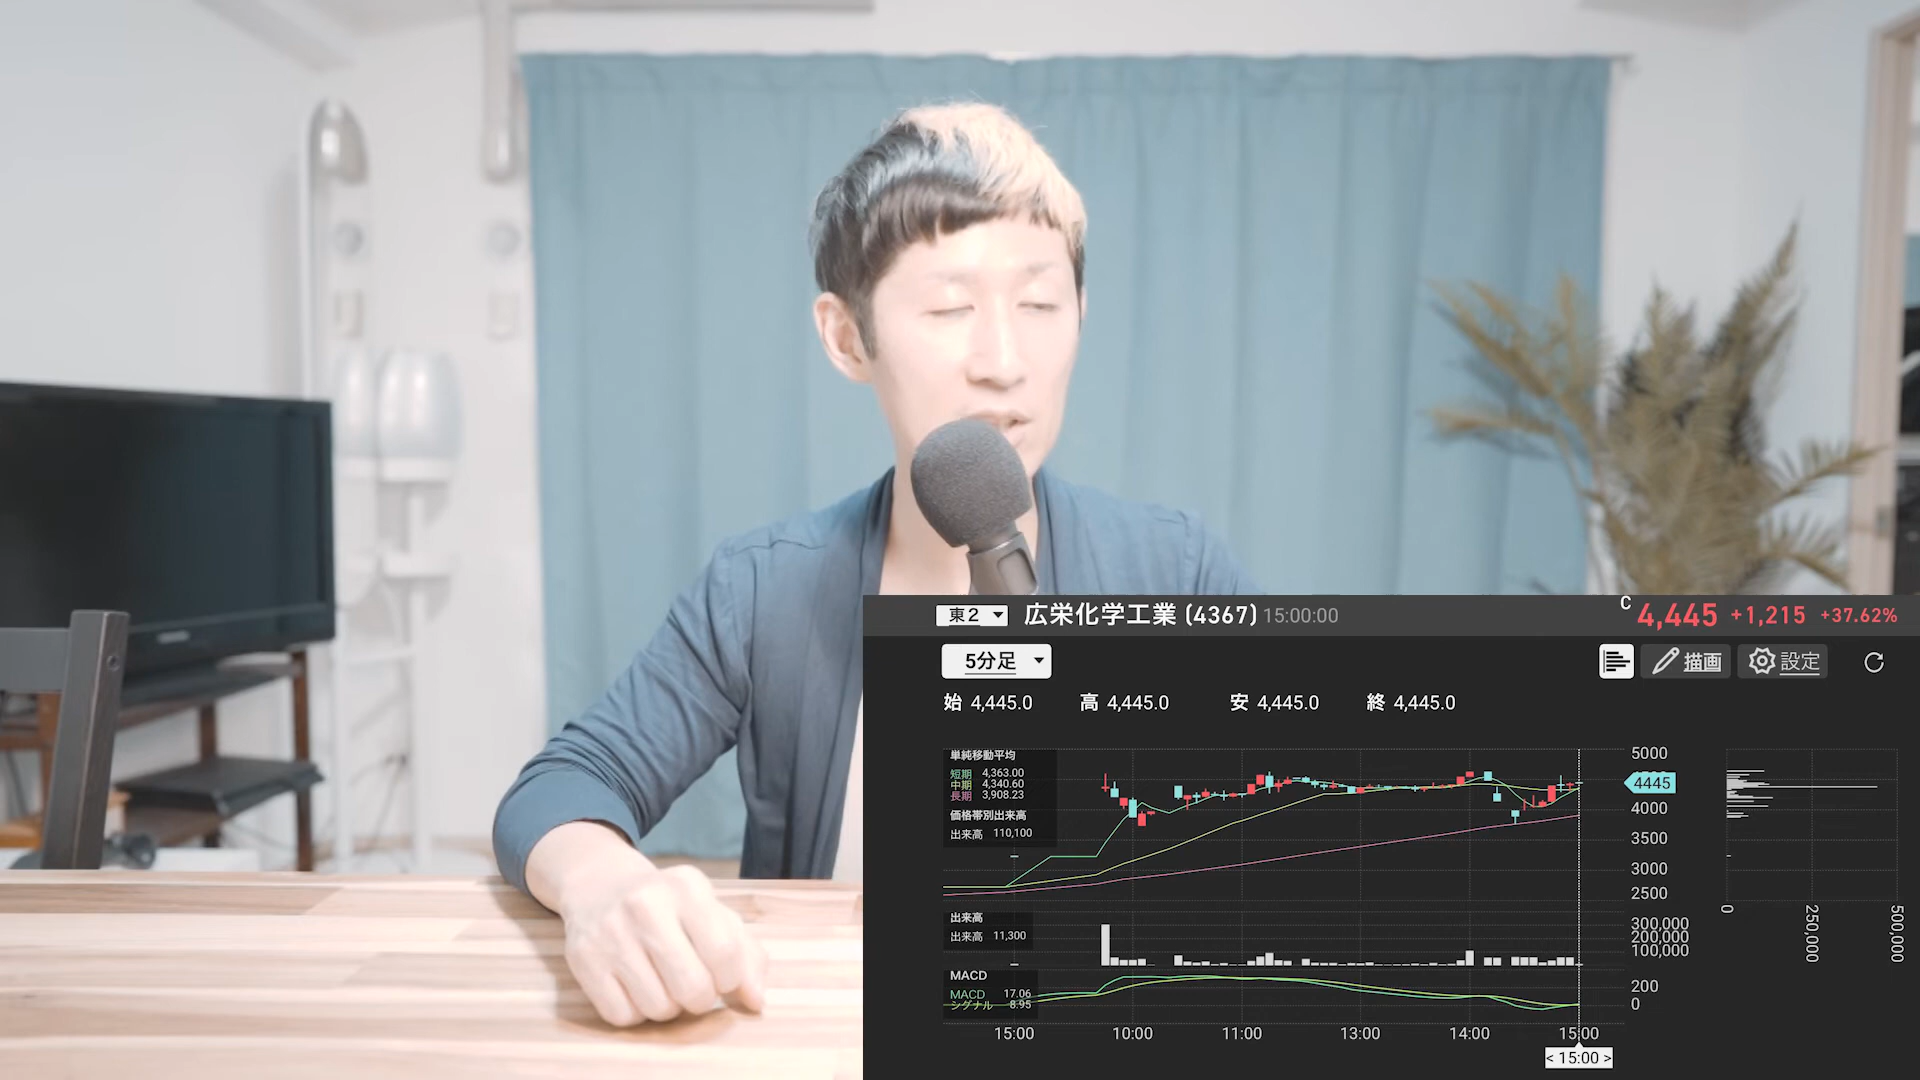 東2 広栄化学工業 (4367) 15:00:00 C 4,445 +1,215 +37.62%
5分足 描画 設定
始 4,445.0 高 4,445.0 安 4,445.0 終 4,445.0
単純移動平均
短期 4,363.00
中期 4,340.60
長期 3,908.23
価格帯別出来高
出来高 110,100
5000
4445
4000
3500
3000
2500
0 250,000 500,000
出来高
出来高 11,300
300,000
200,000
100,000
MACD
MACD 17.06
シグナル 8.95
200
0
15:00 10:00 11:00 13:00 14:00 15:00
< 15:00 >